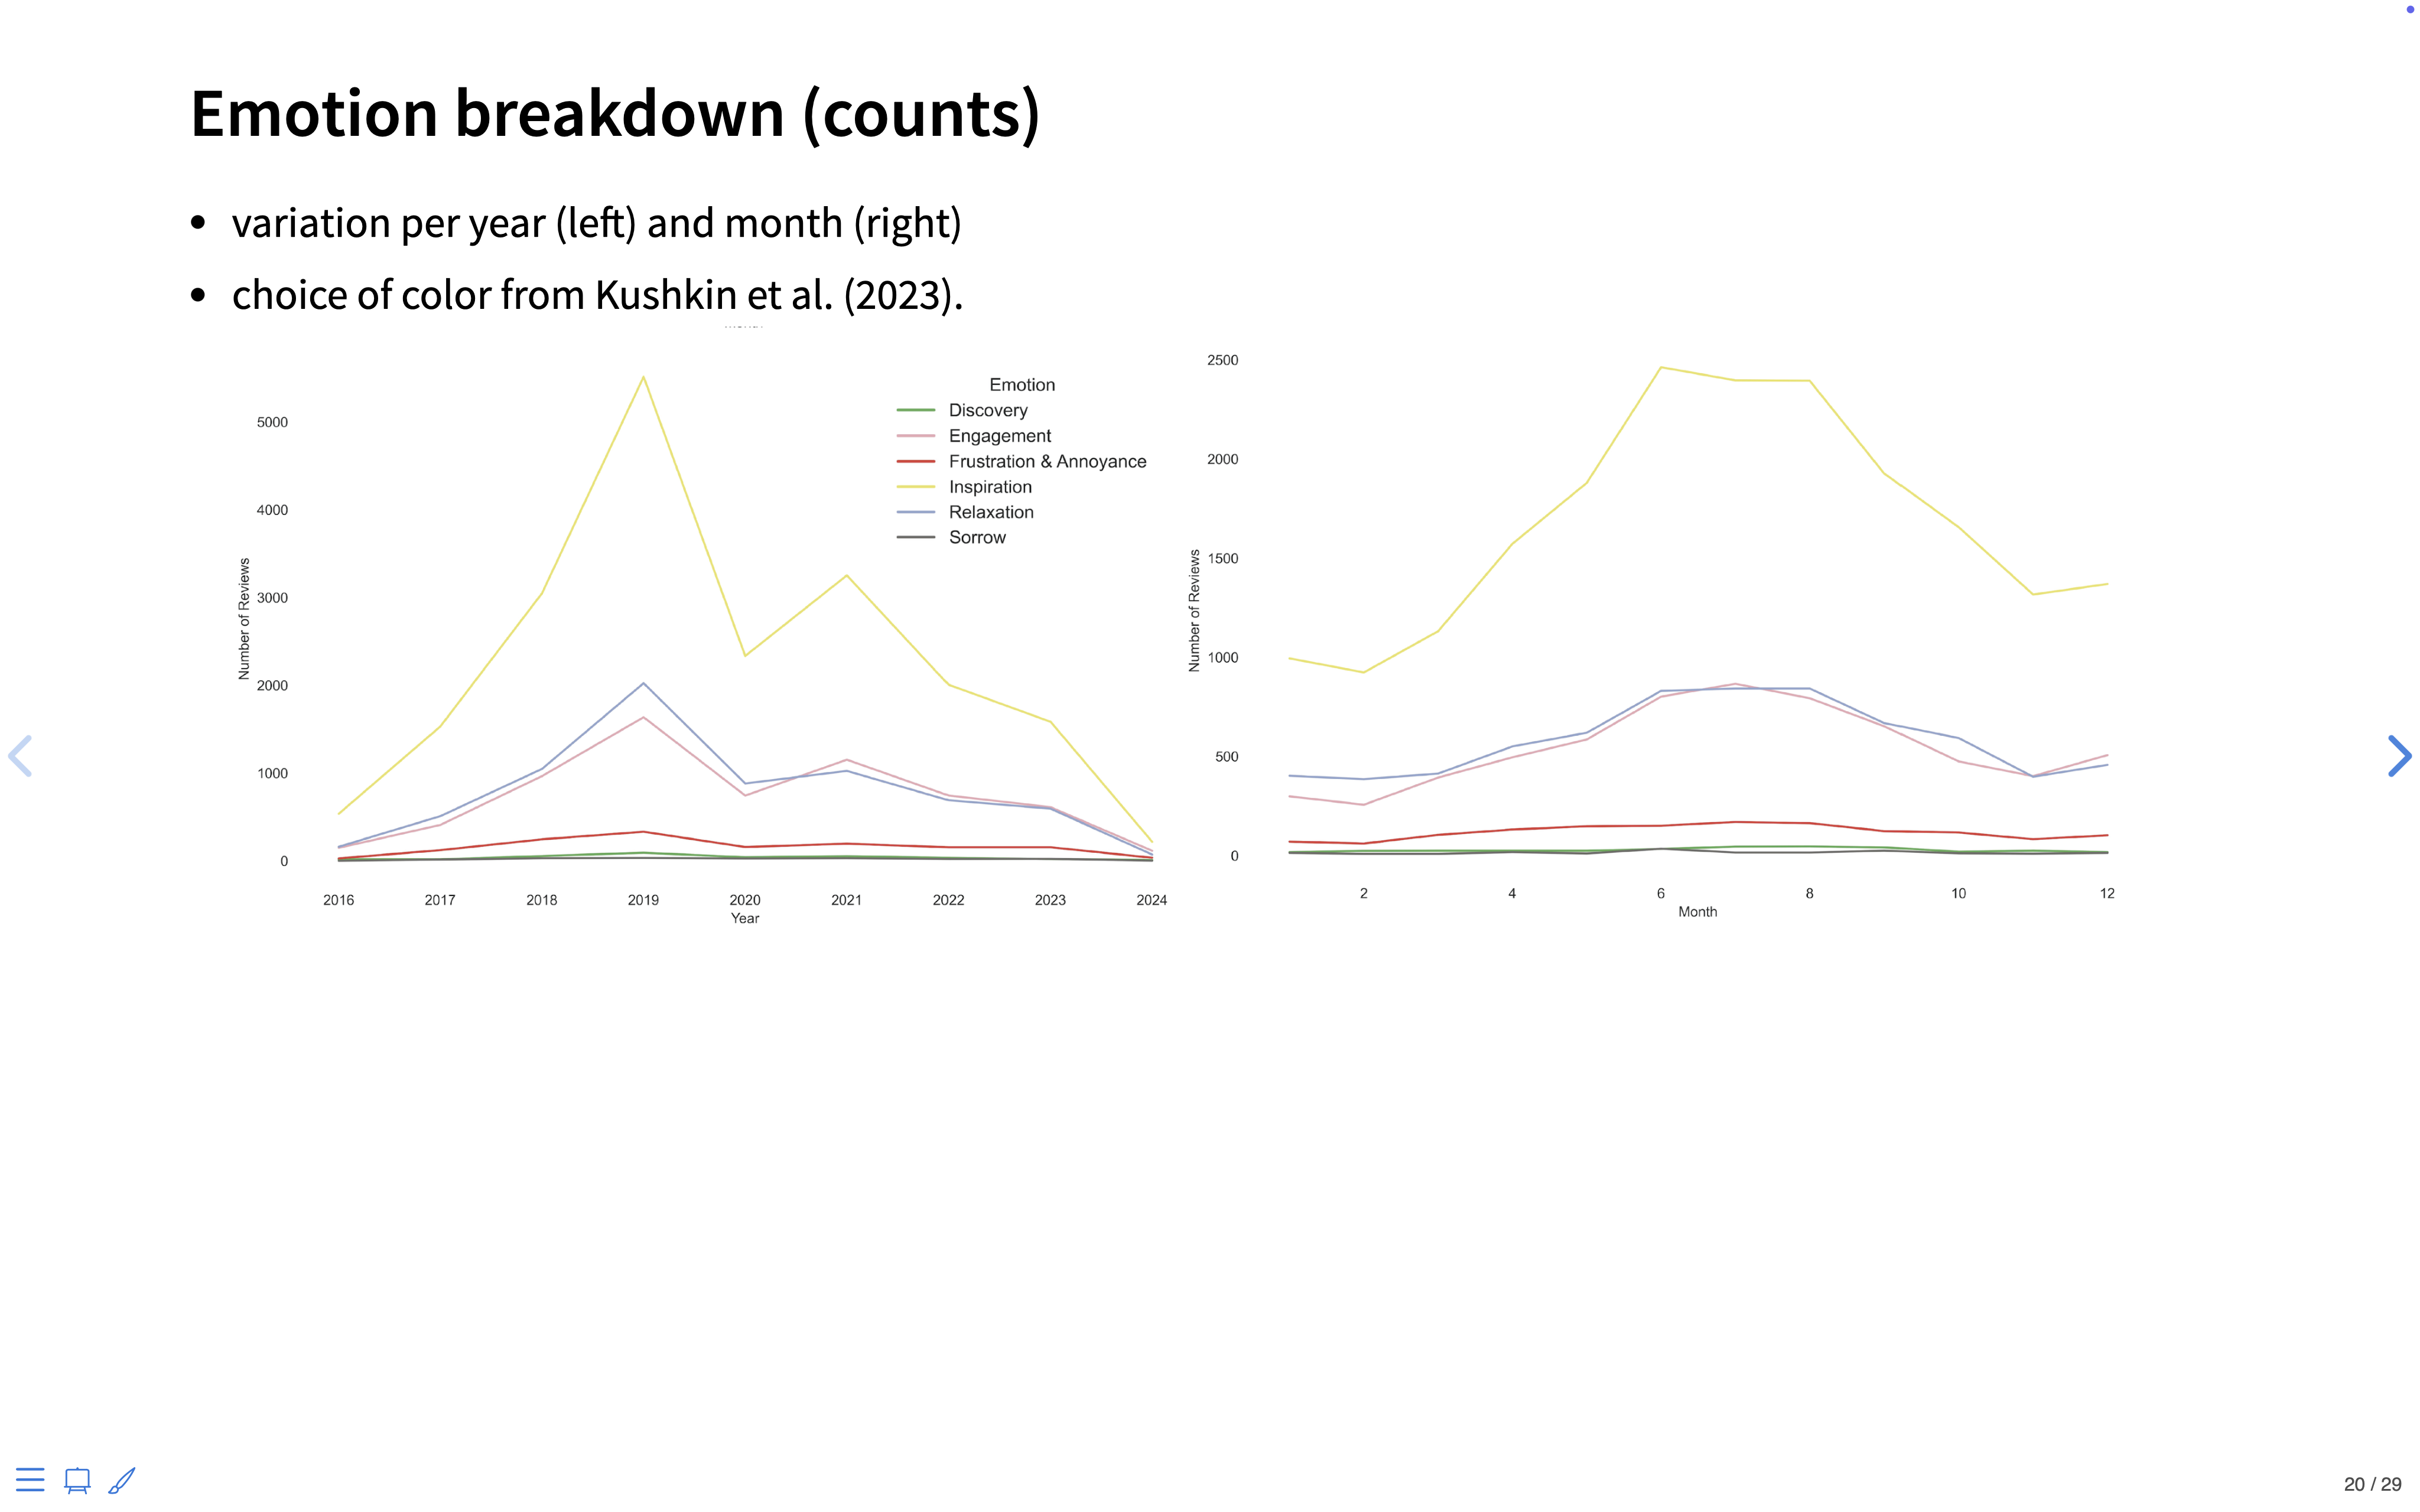 Emotion breakdown (counts)
• variation per year (left) and month (right)
• choice of color from Kushkin et al. (2023).
Number of Reviews
5000
4000
3000
2000
1000
0
2016 2017 2018 2019 2020 2021 2022 2023 2024
Year
Emotion
Discovery
Engagement
Frustration & Annoyance
Inspiration
Relaxation
Sorrow
Number of Reviews
2500
2000
1500
1000
500
0
2 4 6 8 10 12
Month
20 / 29